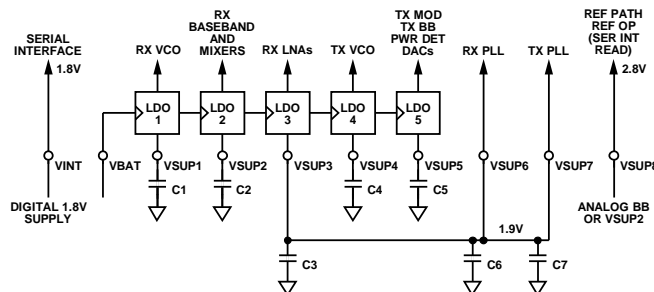 SERIAL
INTERFACE
1.8V
RX VCO
RX
BASEBAND
AND
MIXERS
RX LNAs
TX VCO
TX MOD
TX BB
PWR DET
DACs
RX PLL
TX PLL
REF PATH
REF OP
(SER INT
READ)
2.8V
LDO
1
LDO
2
LDO
3
LDO
4
LDO
5
VINT
VBAT
VSUP1
VSUP2
VSUP3
VSUP4
VSUP5
VSUP6
VSUP7
VSUP8
C1
C2
C4
C5
DIGITAL 1.8V
SUPPLY
ANALOG BB
OR VSUP2
1.9V
C3
C6
C7